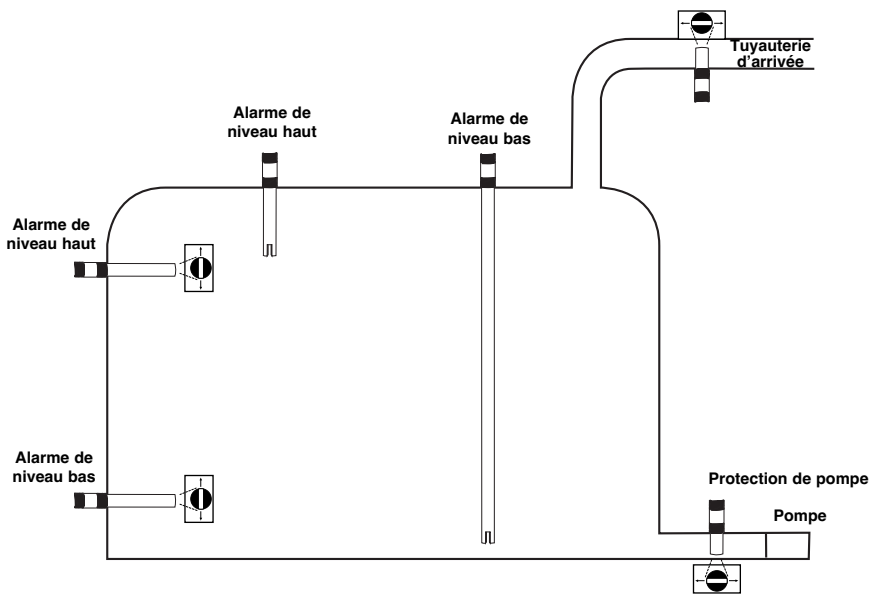 Tuyauterie
d'arrivée
Alarme de
niveau haut
Alarme de
niveau bas
Alarme de
niveau haut
Alarme de
niveau bas
Protection de pompe
Pompe